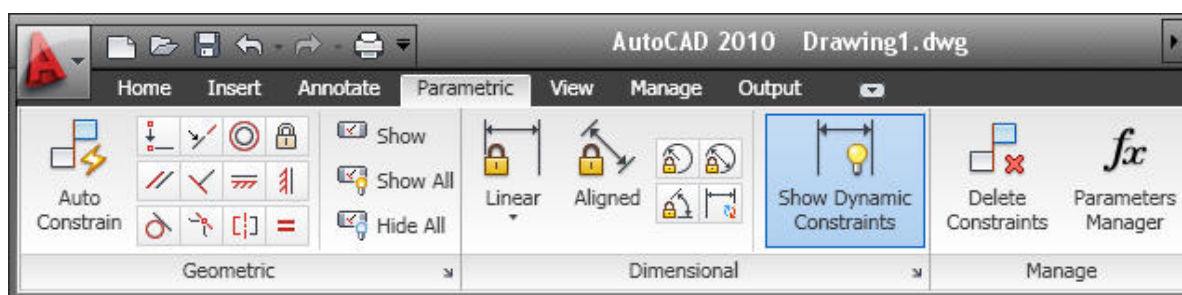 AutoCAD 2010 Drawing1.dwg
Home Insert Annotate Parametric View Manage Output
Auto
Constrain
Show
Show All
Hide All
Geometric
Linear
Aligned
Show Dynamic
Constraints
Dimensional
Delete
Constraints
fx
Parameters
Manager
Manage